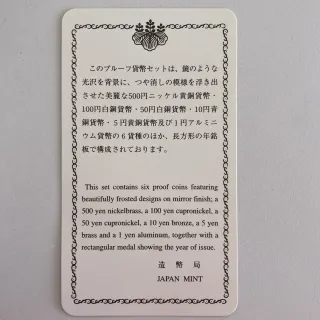 このプルーフ貨幣セットは、鏡のような
光沢を背景に、つや消しの模様を浮き出
させた美麗な500円ニッケル黄銅貨幣・
100円白銅貨幣・50円白銅貨幣・10円青
銅貨幣・5円黄銅貨幣及び1円アルミニ
ウム貨幣の6貨種のほか、長方形の年銘
板で構成されております。
This set contains six proof coins featuring
beautifully frosted designs on mirror finish; a
500 yen nickelbrass, a 100 yen cupronickel, a
50 yen cupronickel, a 10 yen bronze, a 5 yen
brass and a 1 yen aluminum, together with a
rectangular medal showing the year of issue.
造幣局
JAPAN MINT